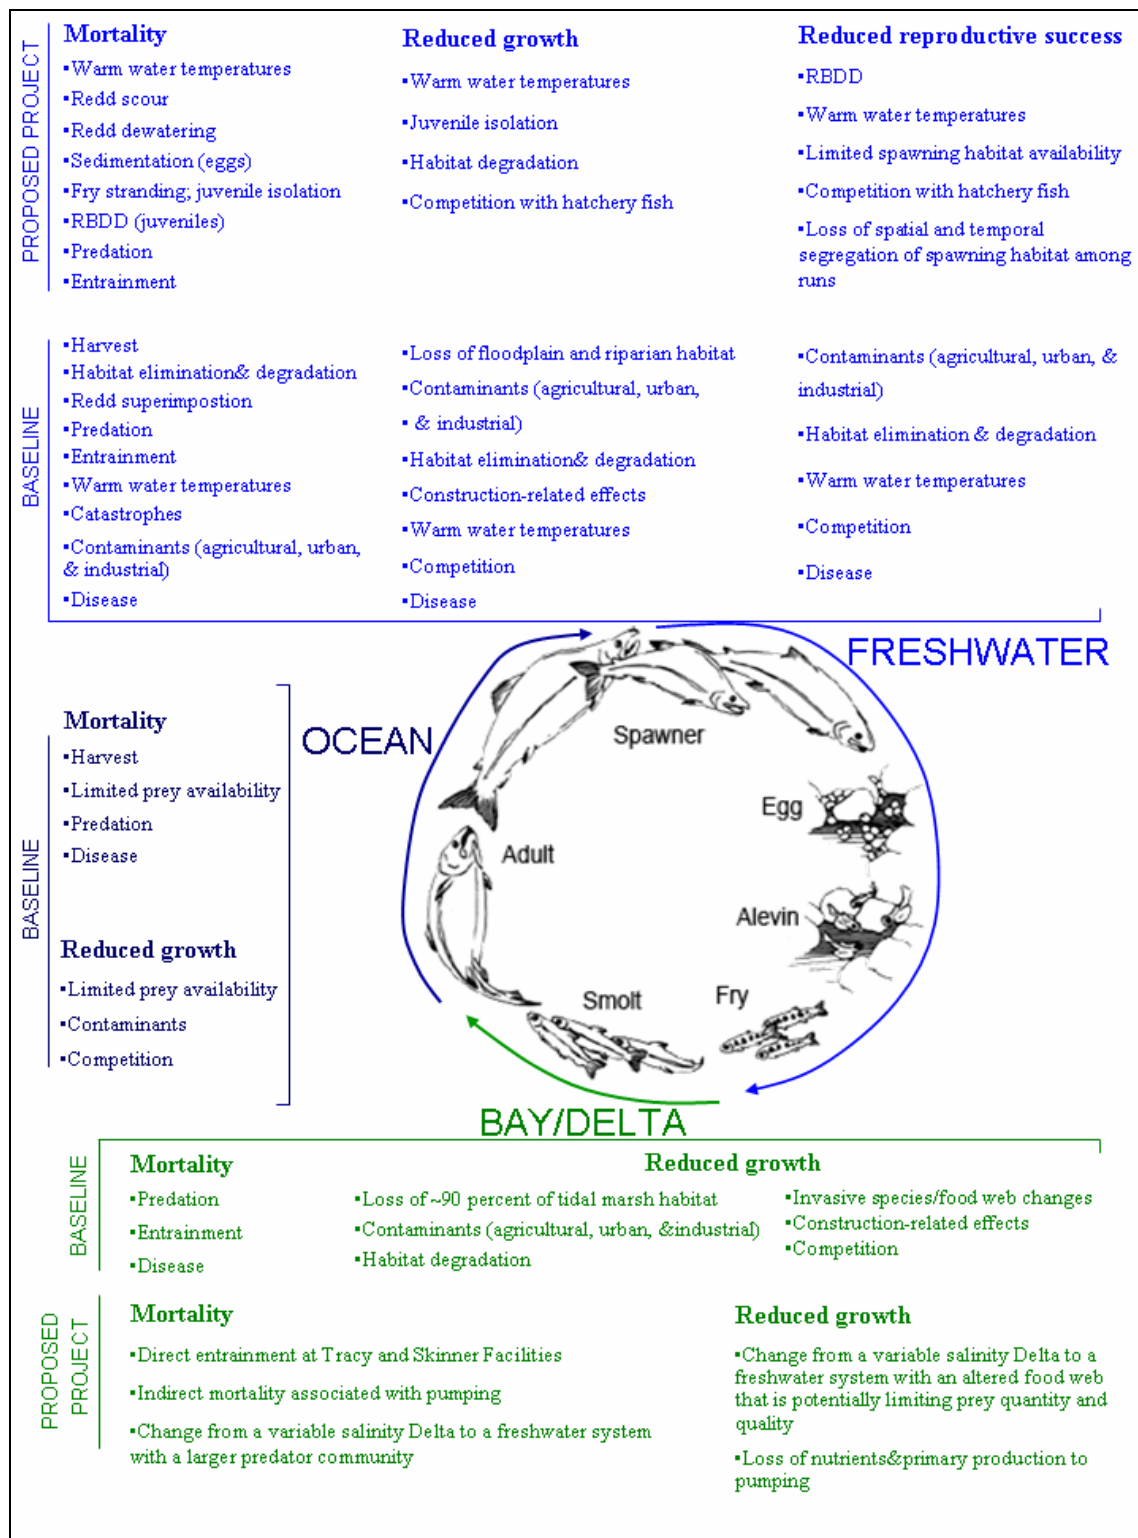 PROPOSED PROJECT
Mortality
▪Warm water temperatures
▪Redd scour
▪Redd dewatering
▪Sedimentation (eggs)
▪Fry stranding; juvenile isolation
▪RBDD (juveniles)
▪Predation
▪Entrainment
Reduced growth
▪Warm water temperatures
▪Juvenile isolation
▪Habitat degradation
▪Competition with hatchery fish
Reduced reproductive success
▪RBDD
▪Warm water temperatures
▪Limited spawning habitat availability
▪Competition with hatchery fish
▪Loss of spatial and temporal
segregation of spawning habitat among
runs
BASELINE
▪Harvest
▪Habitat elimination& degradation
▪Redd superimpostion
▪Predation
▪Entrainment
▪Warm water temperatures
▪Catastrophes
▪Contaminants (agricultural, urban,
& industrial)
▪Disease
▪Loss of floodplain and riparian habitat
▪Contaminants (agricultural, urban,
▪ & industrial)
▪Habitat elimination& degradation
▪Construction-related effects
▪Warm water temperatures
▪Competition
▪Disease
▪Contaminants (agricultural, urban, &
industrial)
▪Habitat elimination & degradation
▪Warm water temperatures
▪Competition
▪Disease
FRESHWATER
OCEAN
BASELINE
Mortality
▪Harvest
▪Limited prey availability
▪Predation
▪Disease
Reduced growth
▪Limited prey availability
▪Contaminants
▪Competition
Spawner
Egg
Alevin
Fry
Smolt
Adult
BAY/DELTA
BASELINE
Mortality
▪Predation
▪Entrainment
▪Disease
Reduced growth
▪Loss of ~90 percent of tidal marsh habitat
▪Contaminants (agricultural, urban, &industrial)
▪Habitat degradation
▪Invasive species/food web changes
▪Construction-related effects
▪Competition
PROPOSED
PROJECT
Mortality
▪Direct entrainment at Tracy and Skinner Facilities
▪Indirect mortality associated with pumping
▪Change from a variable salinity Delta to a freshwater system
with a larger predator community
Reduced growth
▪Change from a variable salinity Delta to a
freshwater system with an altered food web
that is potentially limiting prey quantity and
quality
▪Loss of nutrients&primary production to
pumping